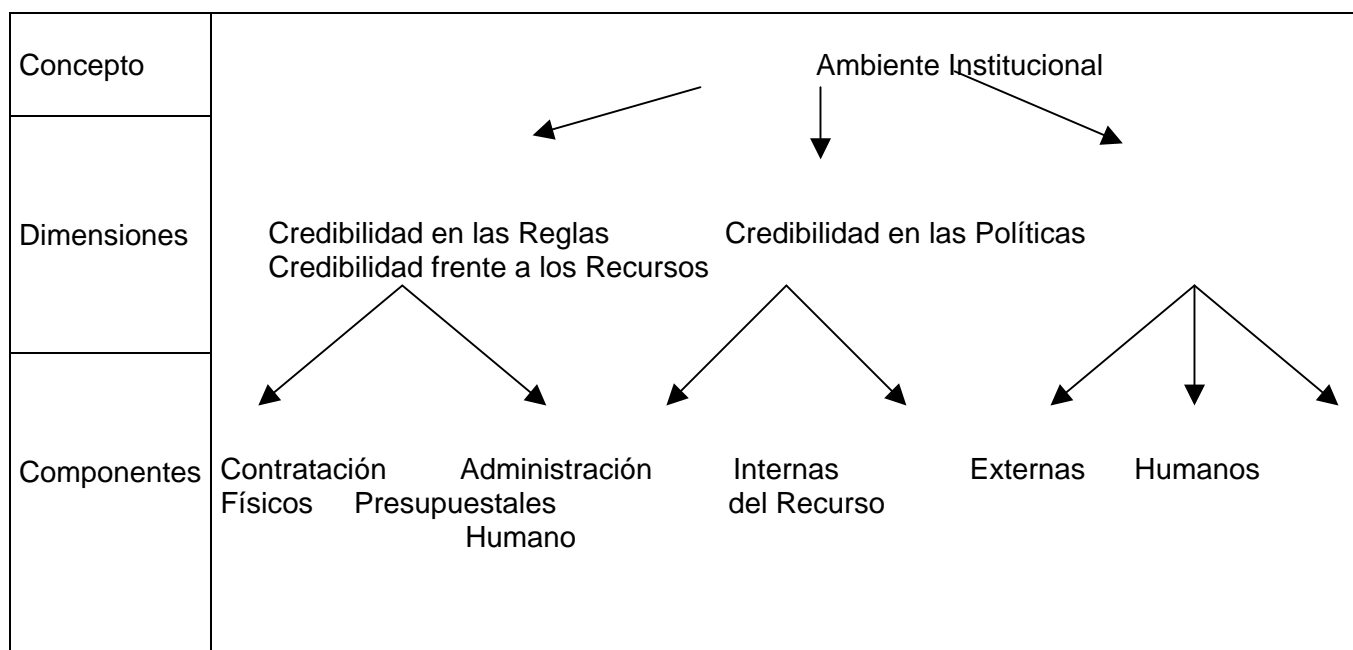 Concepto
Ambiente Institucional
Dimensiones
Credibilidad en las Reglas Credibilidad en las Políticas
Credibilidad frente a los Recursos
Componentes
Contratación Administración Internas Externas Humanos
Físicos Presupuestales del Recurso
Humano